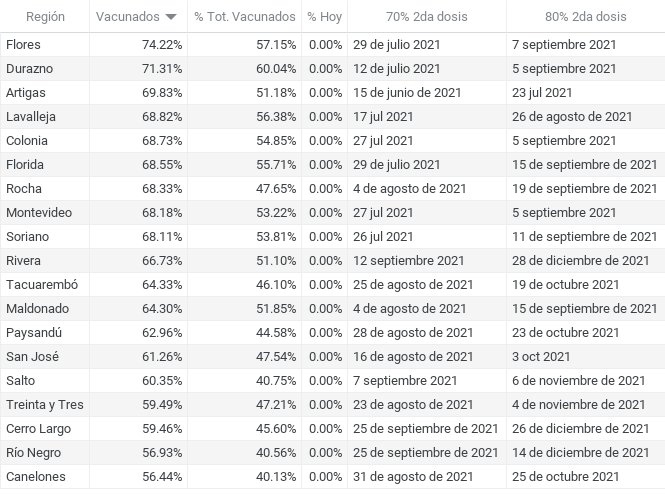 Región Vacunados % Tot. Vacunados % Hoy 70% 2da dosis 80% 2da dosis
Flores 74.22% 57.15% 0.00% 29 de julio 2021 7 septiembre 2021
Durazno 71.31% 60.04% 0.00% 12 de julio 2021 5 septiembre 2021
Artigas 69.83% 51.18% 0.00% 15 de junio de 2021 23 jul 2021
Lavalleja 68.82% 56.38% 0.00% 17 jul 2021 26 de agosto de 2021
Colonia 68.73% 54.85% 0.00% 27 jul 2021 5 septiembre 2021
Florida 68.55% 55.71% 0.00% 29 de julio 2021 15 de septiembre de 2021
Rocha 68.33% 47.65% 0.00% 4 de agosto de 2021 19 de septiembre de 2021
Montevideo 68.18% 53.22% 0.00% 27 jul 2021 5 septiembre 2021
Soriano 68.11% 53.81% 0.00% 26 jul 2021 11 de septiembre de 2021
Rivera 66.73% 51.10% 0.00% 12 septiembre 2021 28 de diciembre de 2021
Tacuarembó 64.33% 46.10% 0.00% 25 de agosto de 2021 19 de octubre 2021
Maldonado 64.30% 51.85% 0.00% 4 de agosto de 2021 15 de septiembre de 2021
Paysandú 62.96% 44.58% 0.00% 28 de agosto de 2021 23 de octubre 2021
San José 61.26% 47.54% 0.00% 16 de agosto de 2021 3 oct 2021
Salto 60.35% 40.75% 0.00% 7 septiembre 2021 6 de noviembre de 2021
Treinta y Tres 59.49% 47.21% 0.00% 23 de agosto de 2021 4 de noviembre de 2021
Cerro Largo 59.46% 45.60% 0.00% 25 de septiembre de 2021 26 de diciembre de 2021
Río Negro 56.93% 40.56% 0.00% 25 de septiembre de 2021 14 de diciembre de 2021
Canelones 56.44% 40.13% 0.00% 31 de agosto de 2021 25 de octubre de 2021